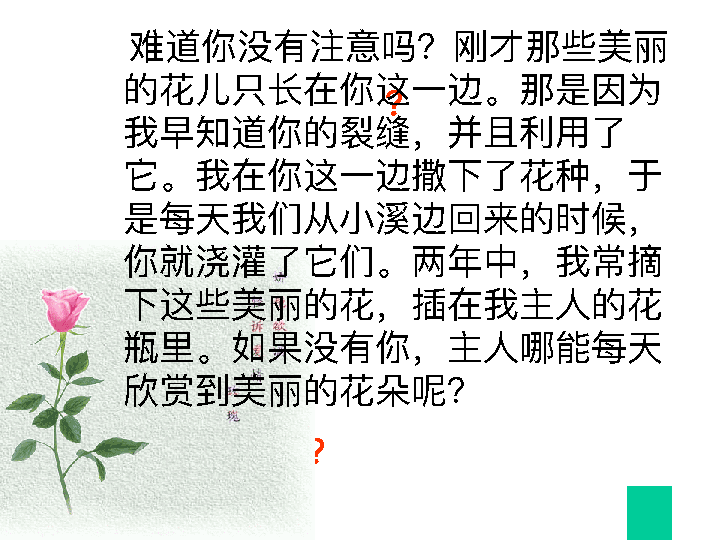 难道你没有注意吗？刚才那些美丽
的花儿只长在你这一边。那是因为
?
我早知道你的裂缝，并且利用了
它。我在你这一边撒下了花种，于
是每天我们从小溪边回来的时候，
你就浇灌了它们。两年中，我常摘
下这些美丽的花，插在我主人的花
瓶里。如果没有你，主人哪能每天
欣赏到美丽的花朵呢？
?
诉
瑰